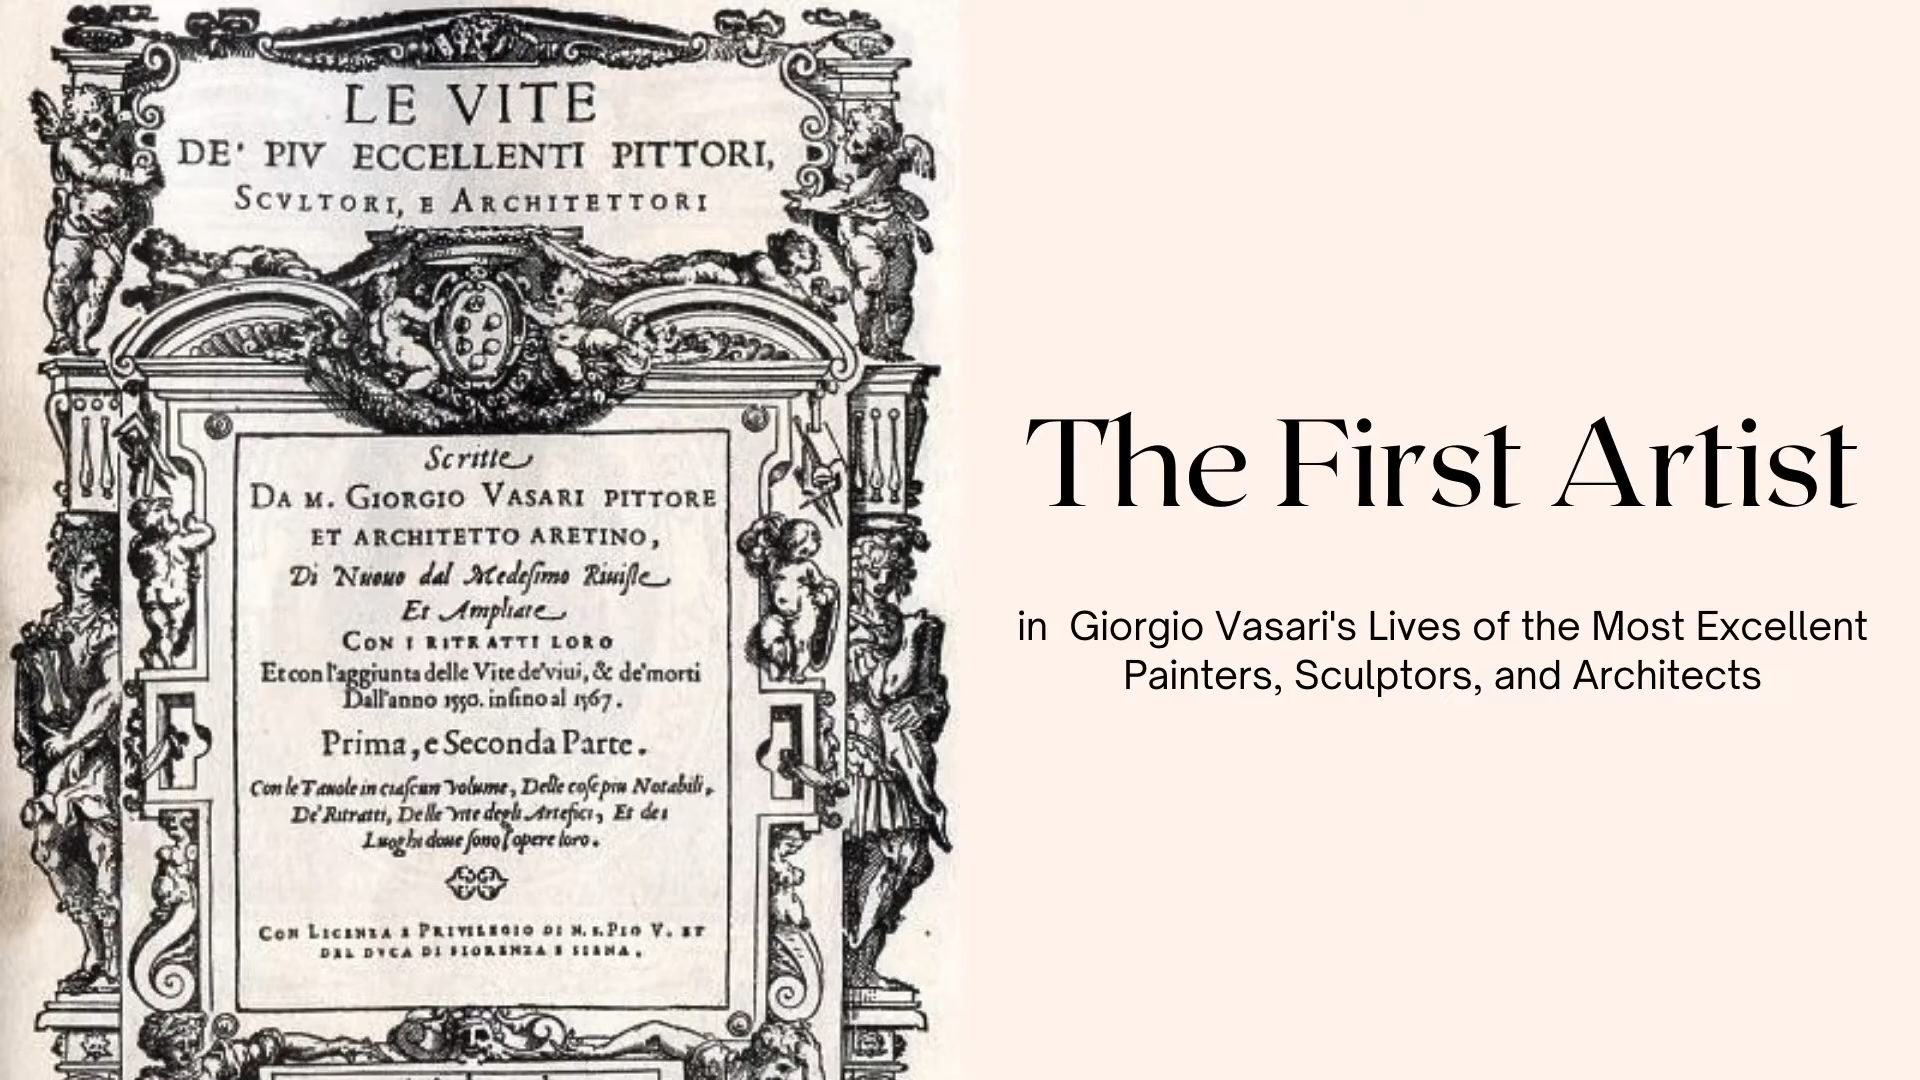 LE VITE
DE' PIV ECCELLENTI PITTORI,
SCVLTORI, E ARCHITETTORI
Scritte
DA M. GIORGIO VASARI PITTORE
ET ARCHITETTO ARETINO,
Di Nuouo dal Medesimo Riuiste
Et Ampliate
CON I RITRATTI LORO
Et con l'aggiunta delle Vite de' viui, & de' morti
Dall'anno 1550. infino al 1567.
Prima, e Seconda Parte.
Con le Tauole in ciascun volume, Delle cose piu Notabili,
De' Ritratti, Delle vite degli Artefici, Et dei
Luoghi doue sono l'opere loro.
CON LICENZA E PRIVILEGIO DI N. S. PIO V. ET
DEL DVCA DI FIORENZA E SIENA.
The First Artist
in Giorgio Vasari's Lives of the Most Excellent
Painters, Sculptors, and Architects